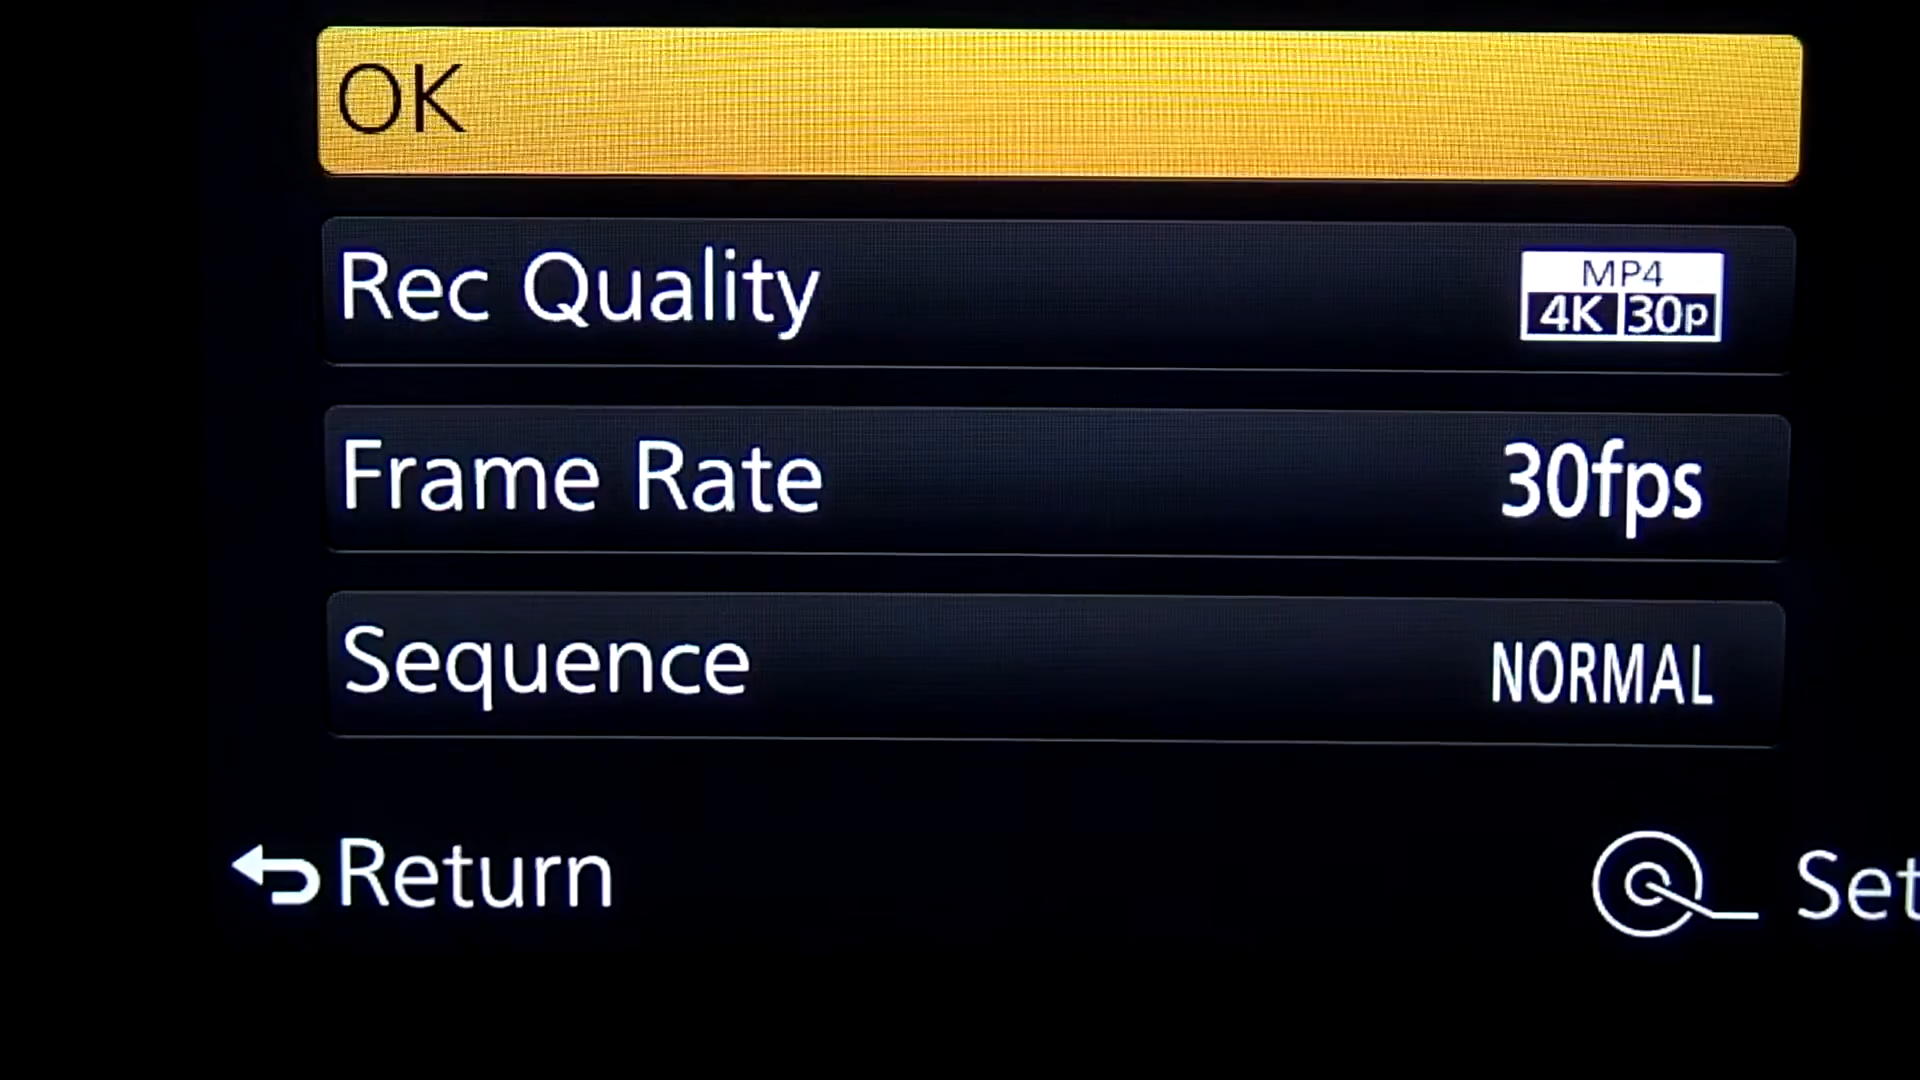 OK
Rec Quality MP4 4K 30p
Frame Rate 30fps
Sequence NORMAL
Return Set